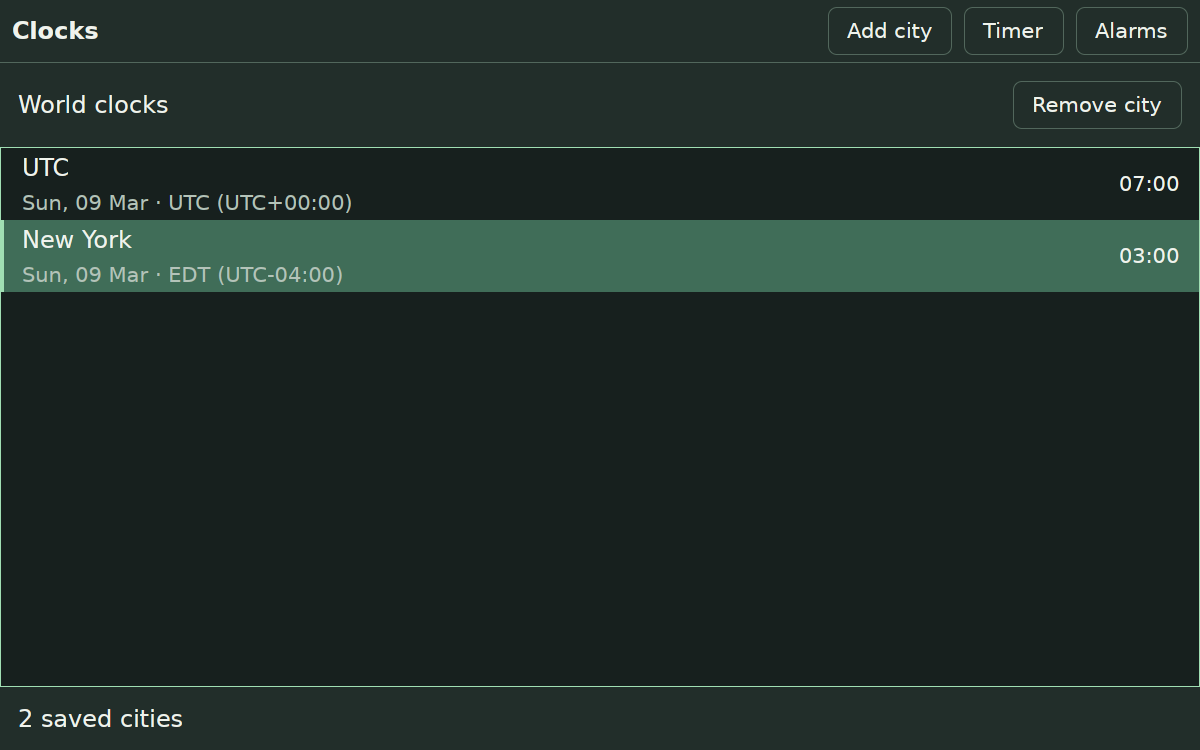 Clocks
Add city
Timer
Alarms
World clocks
Remove city
UTC
Sun, 09 Mar · UTC (UTC+00:00)
07:00
New York
Sun, 09 Mar · EDT (UTC-04:00)
03:00
2 saved cities